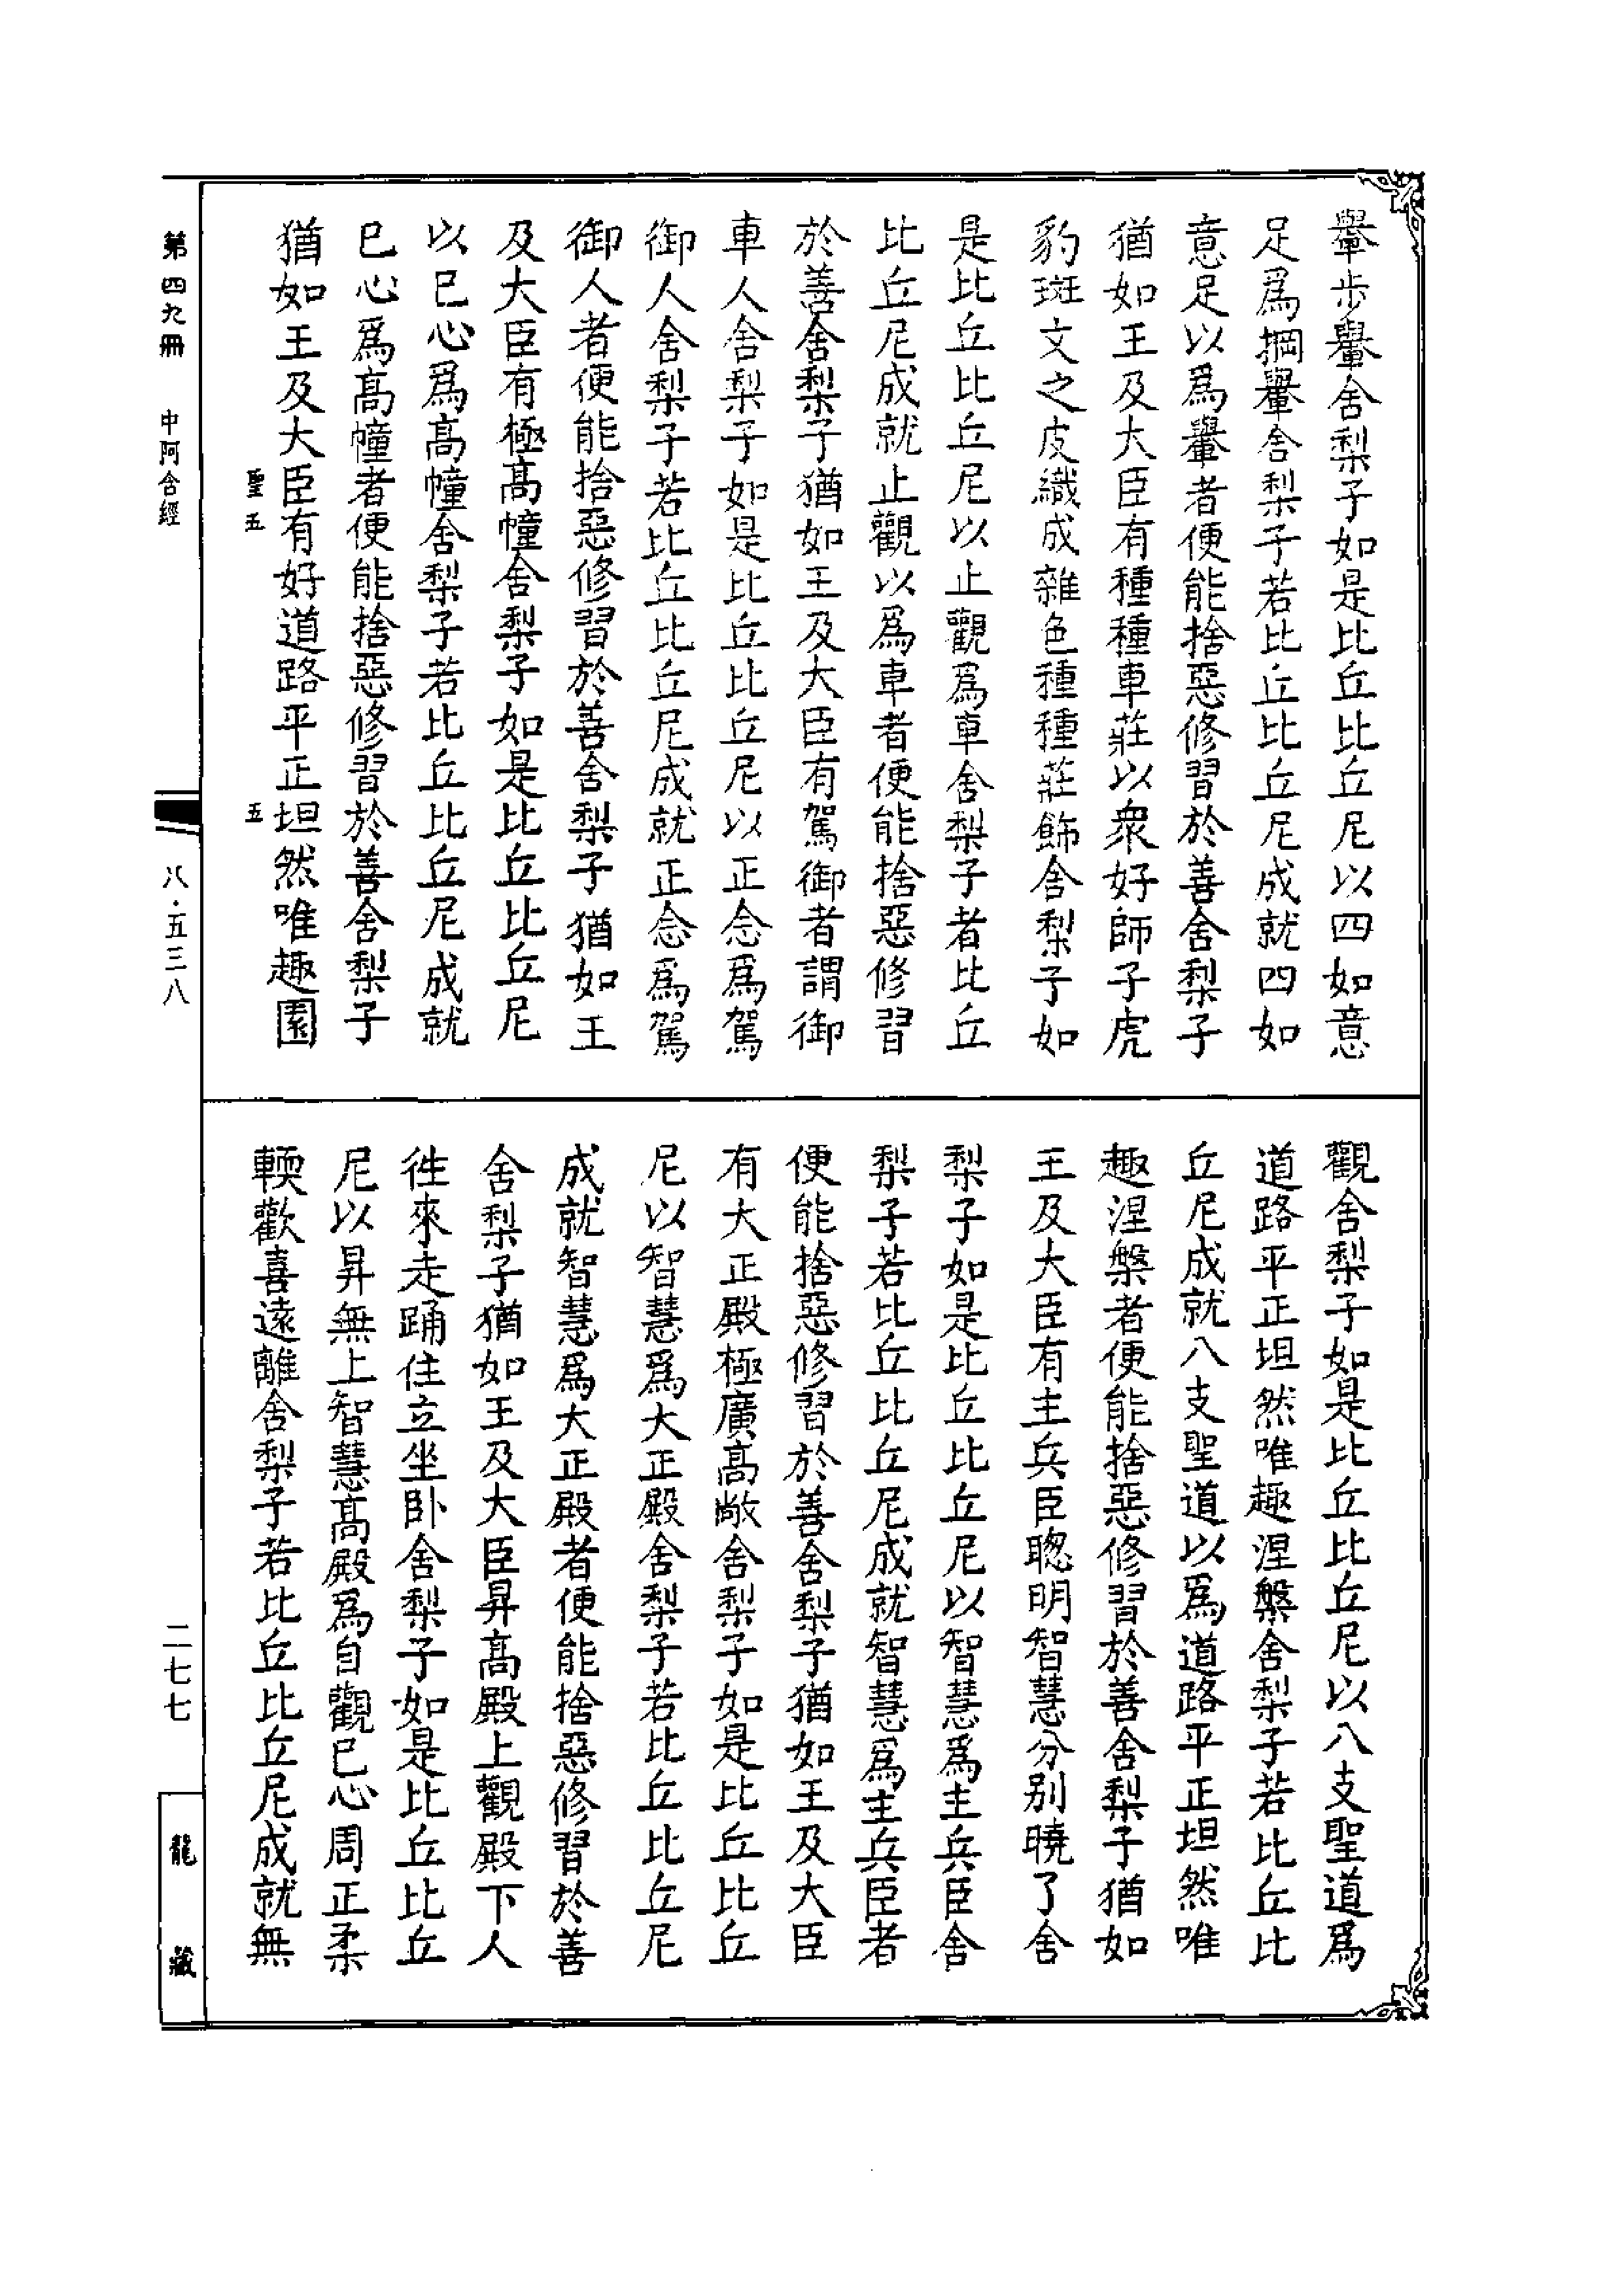 轝步轝舍梨子如是比丘比丘尼以四如意
足爲掆轝舍梨子若比丘比丘尼成就四如
意足以爲轝者便能捨惡修習於善舍梨子
猶如王及大臣有種種車莊以衆好師子虎
豹斑文之皮織成雜色種種莊飾舍梨子如
是比丘比丘尼以止觀爲車舍梨子者比丘
比丘尼成就止觀以爲車者便能捨惡修習
於善舍梨子猶如王及大臣有駕御者謂御
車人舍梨子如是比丘比丘尼以正念爲駕
御人舍梨子若比丘比丘尼成就正念爲駕
御人者便能捨惡修習於善舍梨子猶如王
及大臣有極高幢舍梨子如是比丘比丘尼
以已心爲高幢舍梨子若比丘比丘尼成就
已心爲高幢者便能捨惡修習於善舍梨子
猶如王及大臣有好道路平正坦然唯趣園
觀舍梨子如是比丘比丘尼以八支聖道爲
道路平正坦然唯趣涅槃舍梨子若比丘比
丘尼成就八支聖道以爲道路平正坦然唯
趣涅槃者便能捨惡修習於善舍梨子猶如
王及大臣有主兵臣聰明智慧分别曉了舍
梨子如是比丘比丘尼以智慧爲主兵臣舍
梨子若比丘比丘尼成就智慧爲主兵臣者
便能捨惡修習於善舍梨子猶如王及大臣
有大正殿極廣高敞舍梨子如是比丘比丘
尼以智慧爲大正殿舍梨子若比丘比丘尼
成就智慧爲大正殿者便能捨惡修習於善
舍梨子猶如王及大臣昇高殿上觀殿下人
徃來走踊住立坐卧舍梨子如是比丘比丘
尼以昇無上智慧高殿爲自觀已心周正柔
輭歡喜遠離舍梨子若比丘比丘尼成就無
聖五
五
第四九冊 中阿含經
八·五三八
二七七
龍藏